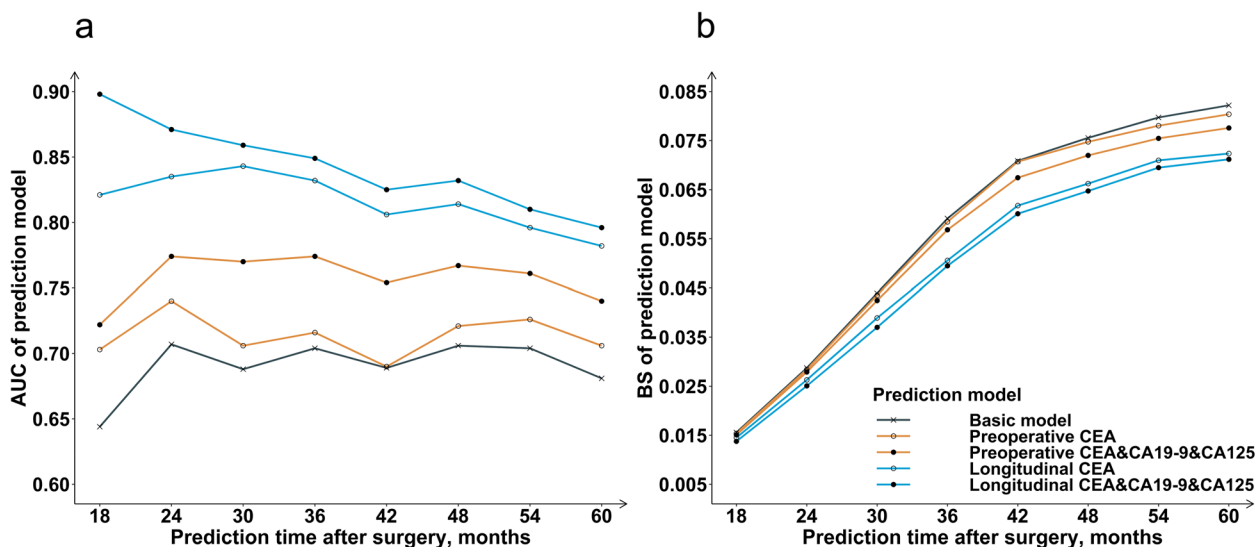 a
AUC of prediction model
0.90
0.85
0.80
0.75
0.70
0.65
0.60
18 24 30 36 42 48 54 60
Prediction time after surgery, months
b
BS of prediction model
0.085
0.075
0.065
0.055
0.045
0.035
0.025
0.015
0.005
Prediction model
Basic model
Preoperative CEA
Preoperative CEA&CA19-9&CA125
Longitudinal CEA
Longitudinal CEA&CA19-9&CA125
18 24 30 36 42 48 54 60
Prediction time after surgery, months